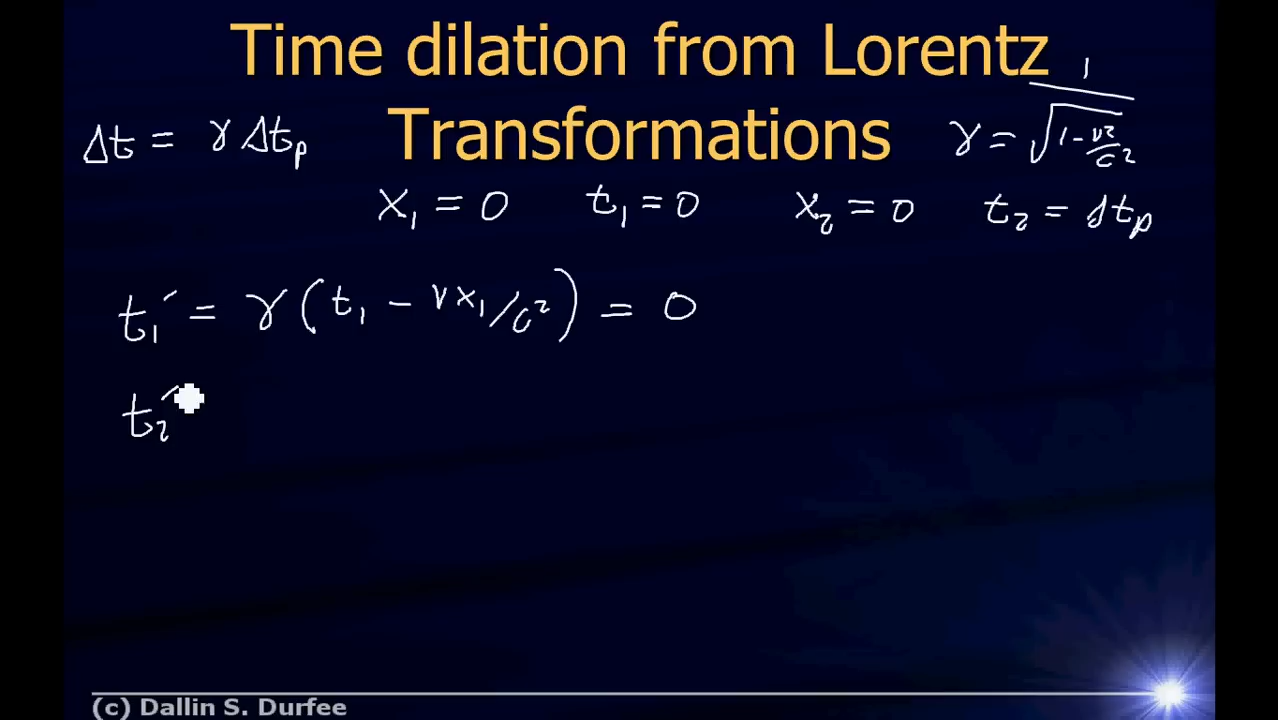 Time dilation from Lorentz
Transformations
Δt = γ Δtₚ
γ = 1/√(1 - v²/c²)
x₁ = 0 t₁ = 0 x₂ = 0 t₂ = Δtₚ
t₁′ = γ(t₁ - vx₁/c²) = 0
t₂′
(c) Dallin S. Durfee